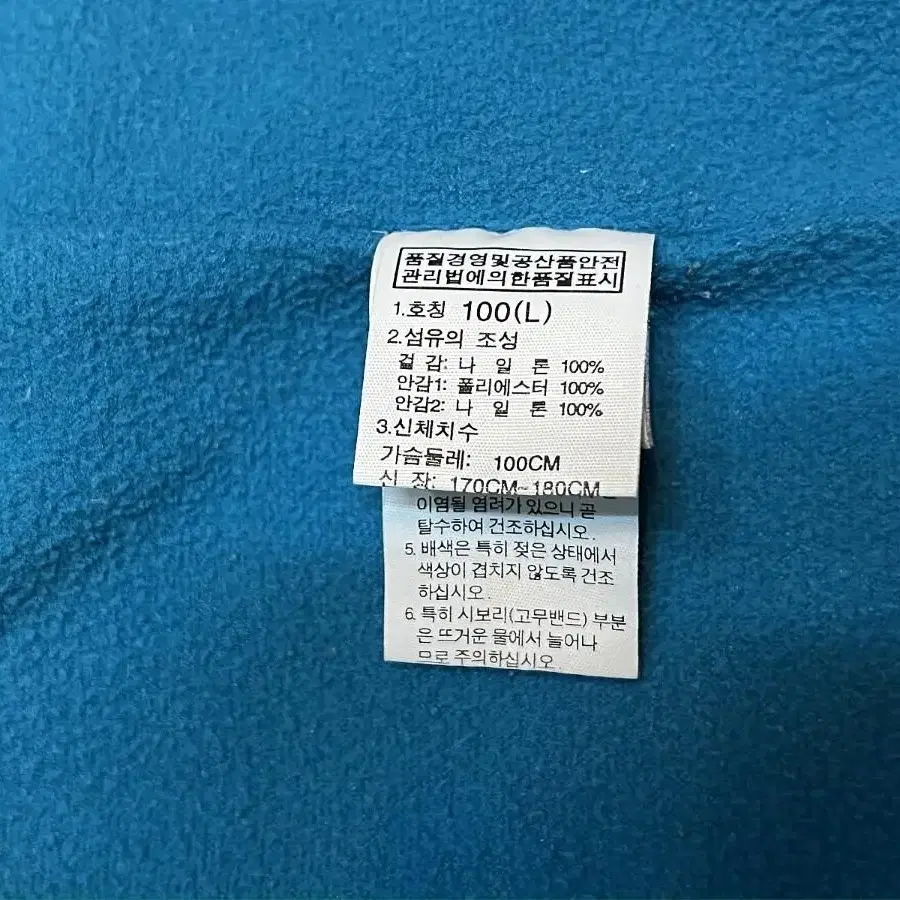 품질경영및공산품안전
관리법에의한품질표시
1.호칭 100(L)
2.섬유의 조성
겉 감: 나 일 론 100%
안감1: 폴리에스터 100%
안감2: 나 일 론 100%
3.신체치수
가슴둘레: 100CM
신 장: 170CM~180CM
이염될 염려가 있으니 곧
탈수하여 건조하십시오.
5. 배색은 특히 젖은 상태에서
색상이 겹치지 않도록 건조
하십시오.
6. 특히 시보리(고무밴드) 부분
은 뜨거운 물에서 늘어나
므로 주의하십시오.